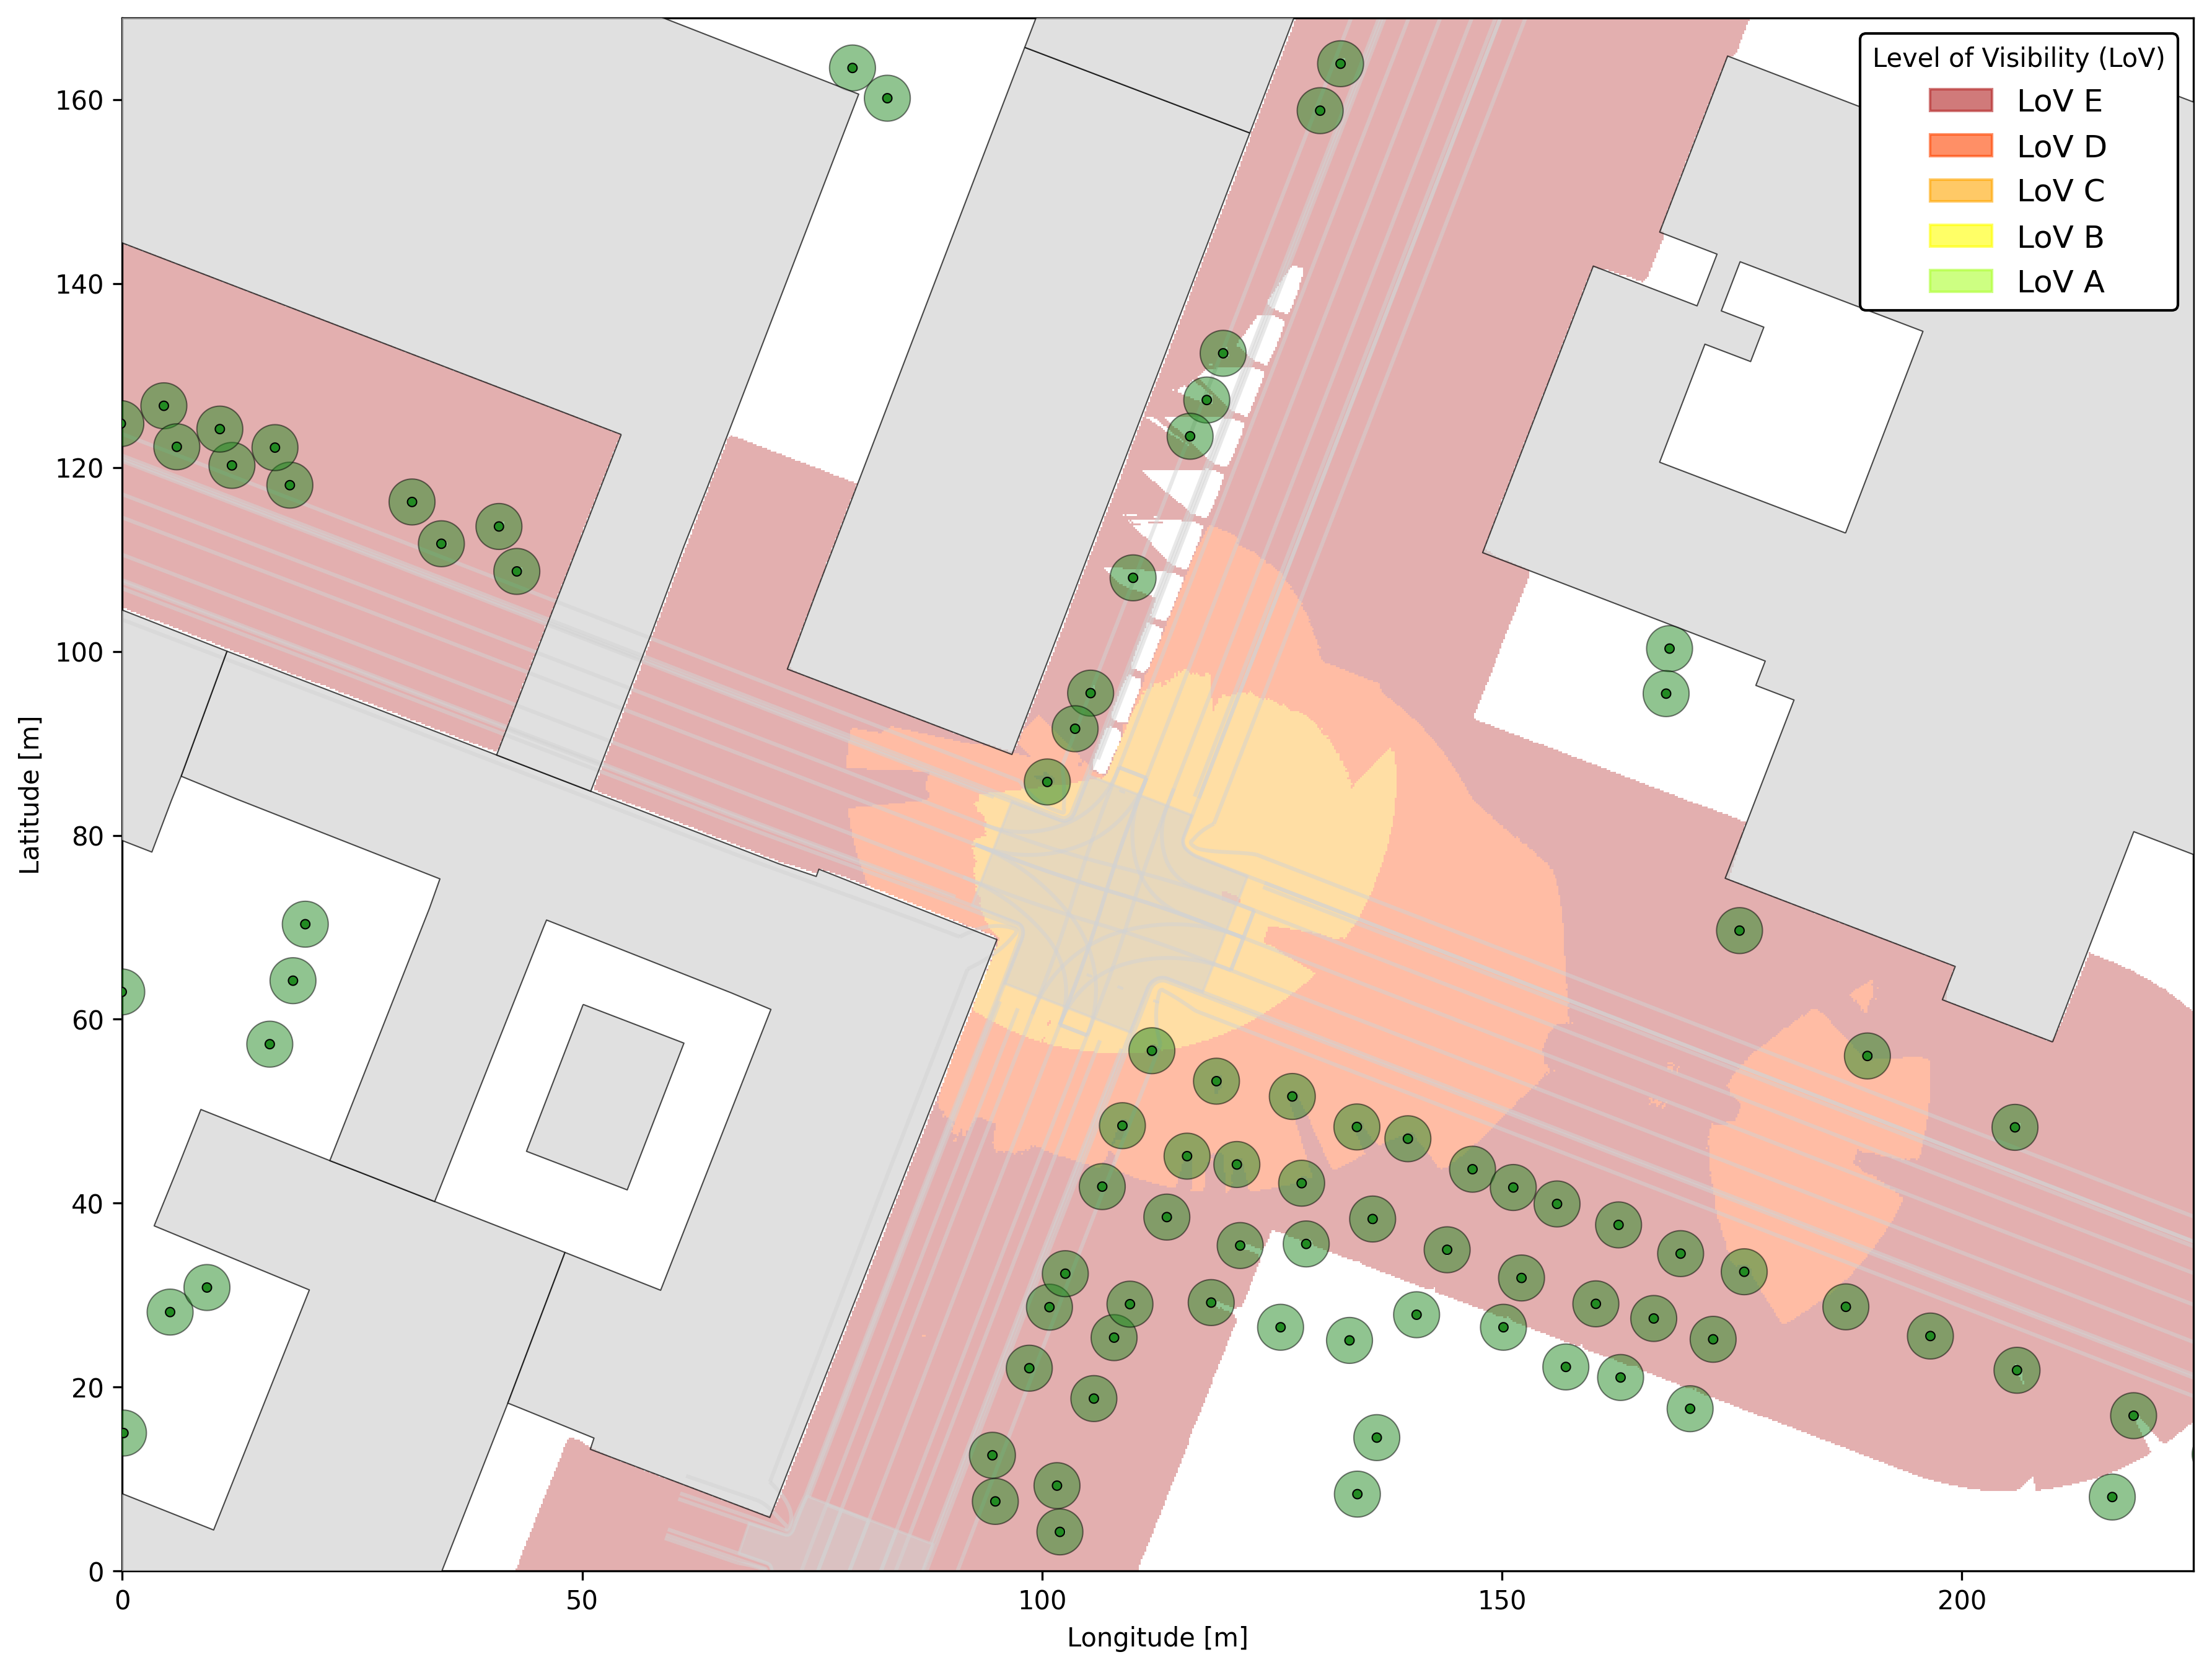 Level of Visibility (LoV)
LoV E
LoV D
LoV C
LoV B
LoV A
160
140
120
100
80
60
40
20
0
Latitude [m]
0 50 100 150 200
Longitude [m]